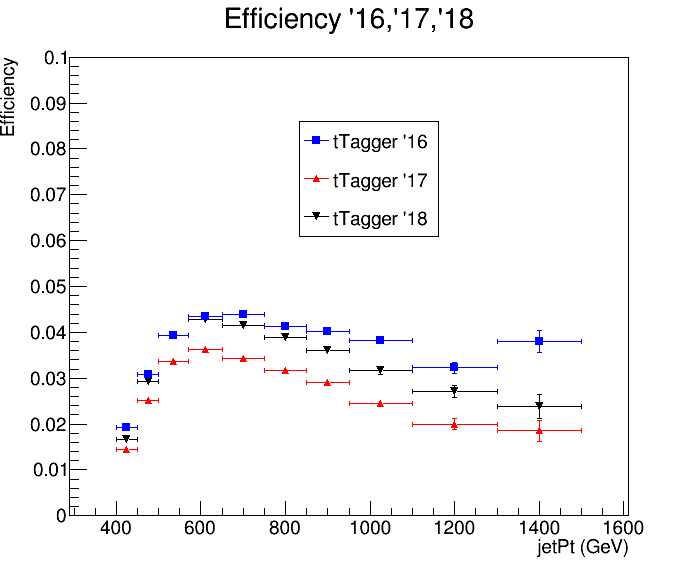 Efficiency '16,'17,'18
Efficiency
0.1
0.09
0.08
0.07
0.06
0.05
0.04
0.03
0.02
0.01
0
tTagger '16
tTagger '17
tTagger '18
400 600 800 1000 1200 1400 1600
jetPt (GeV)